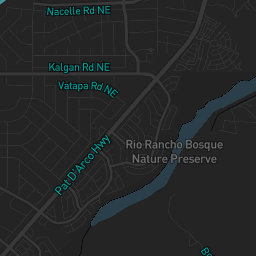 Nacelle Rd NE
Kalgan Rd NE
Vatapa Rd NE
Pat D'Arco Hwy
Rio Rancho Bosque
Nature Preserve